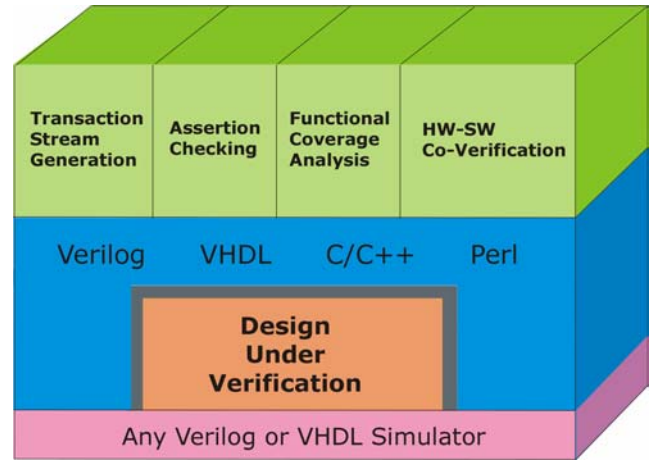 Transaction
Stream
Generation
Assertion
Checking
Functional
Coverage
Analysis
HW-SW
Co-Verification
Verilog VHDL C/C++ Perl
Design
Under
Verification
Any Verilog or VHDL Simulator